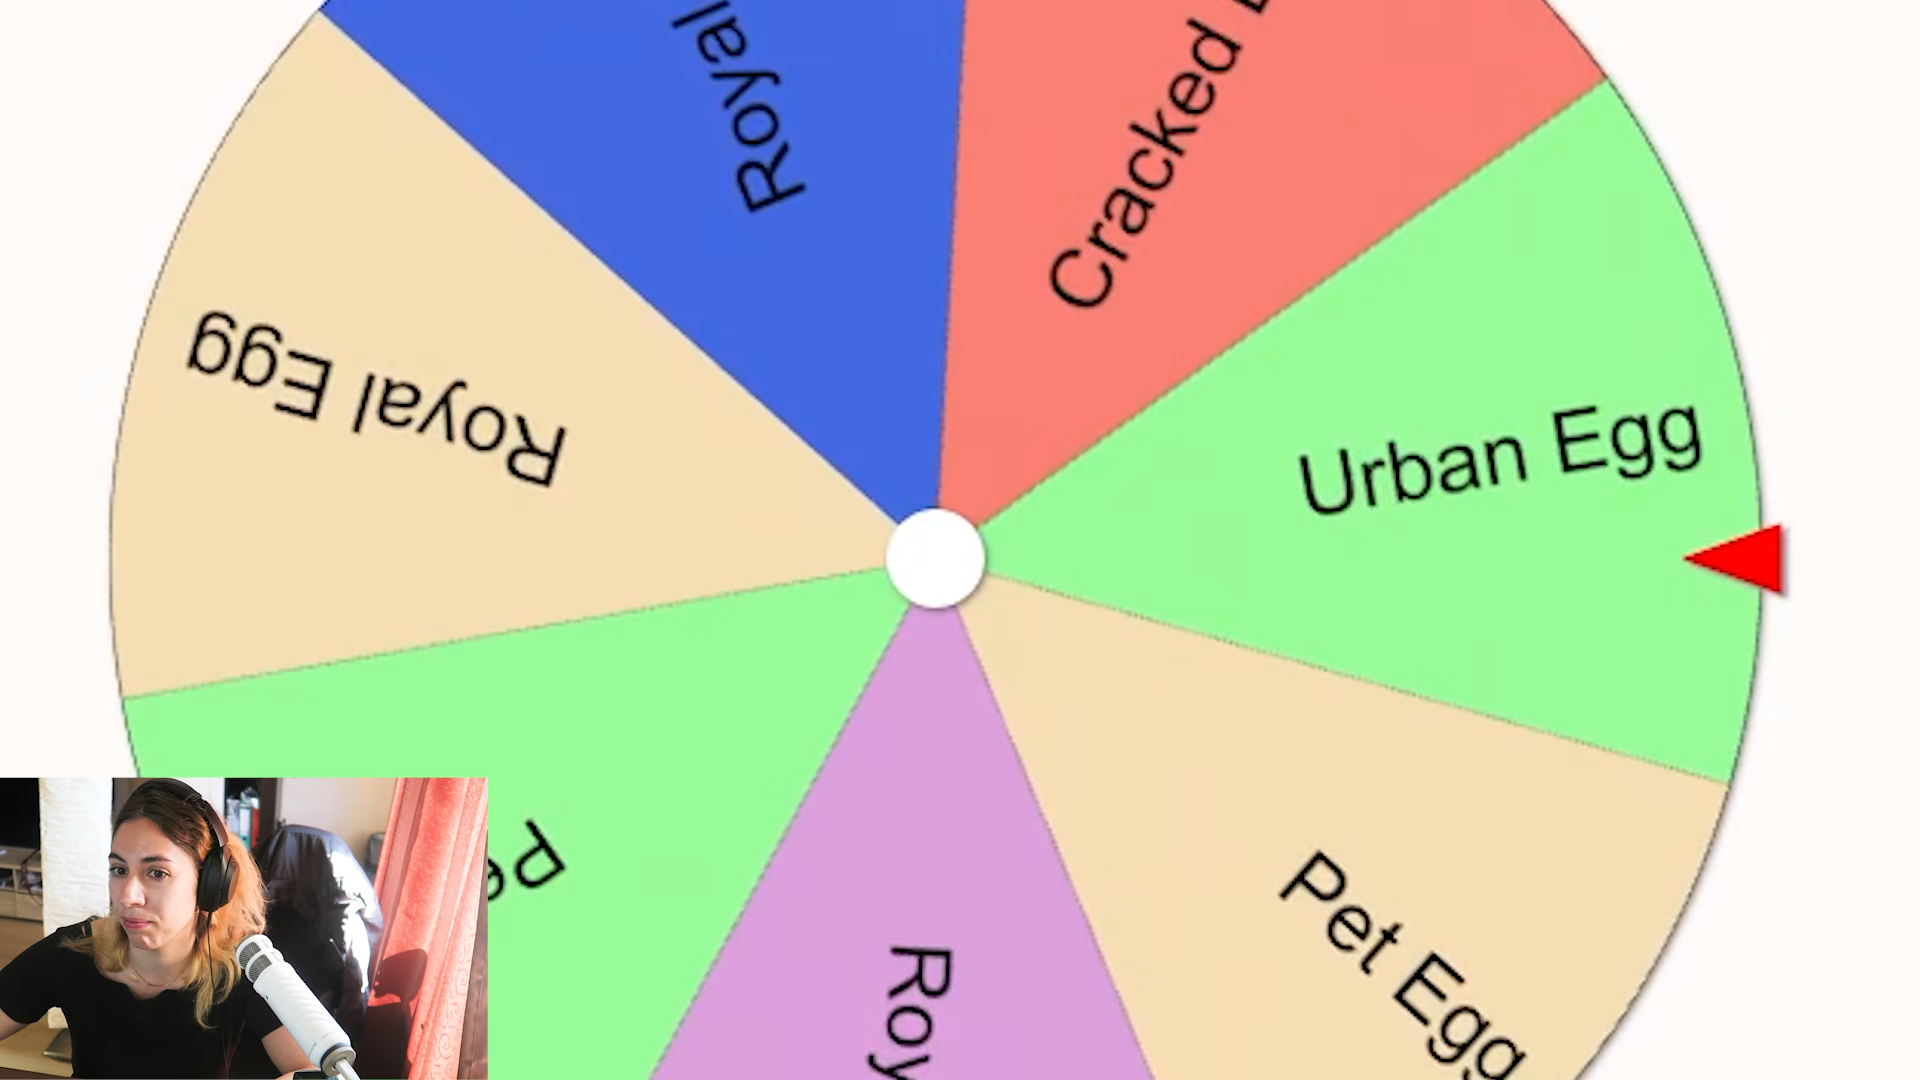 Royal
Cracked
Royal Egg
Urban Egg
Pet Egg